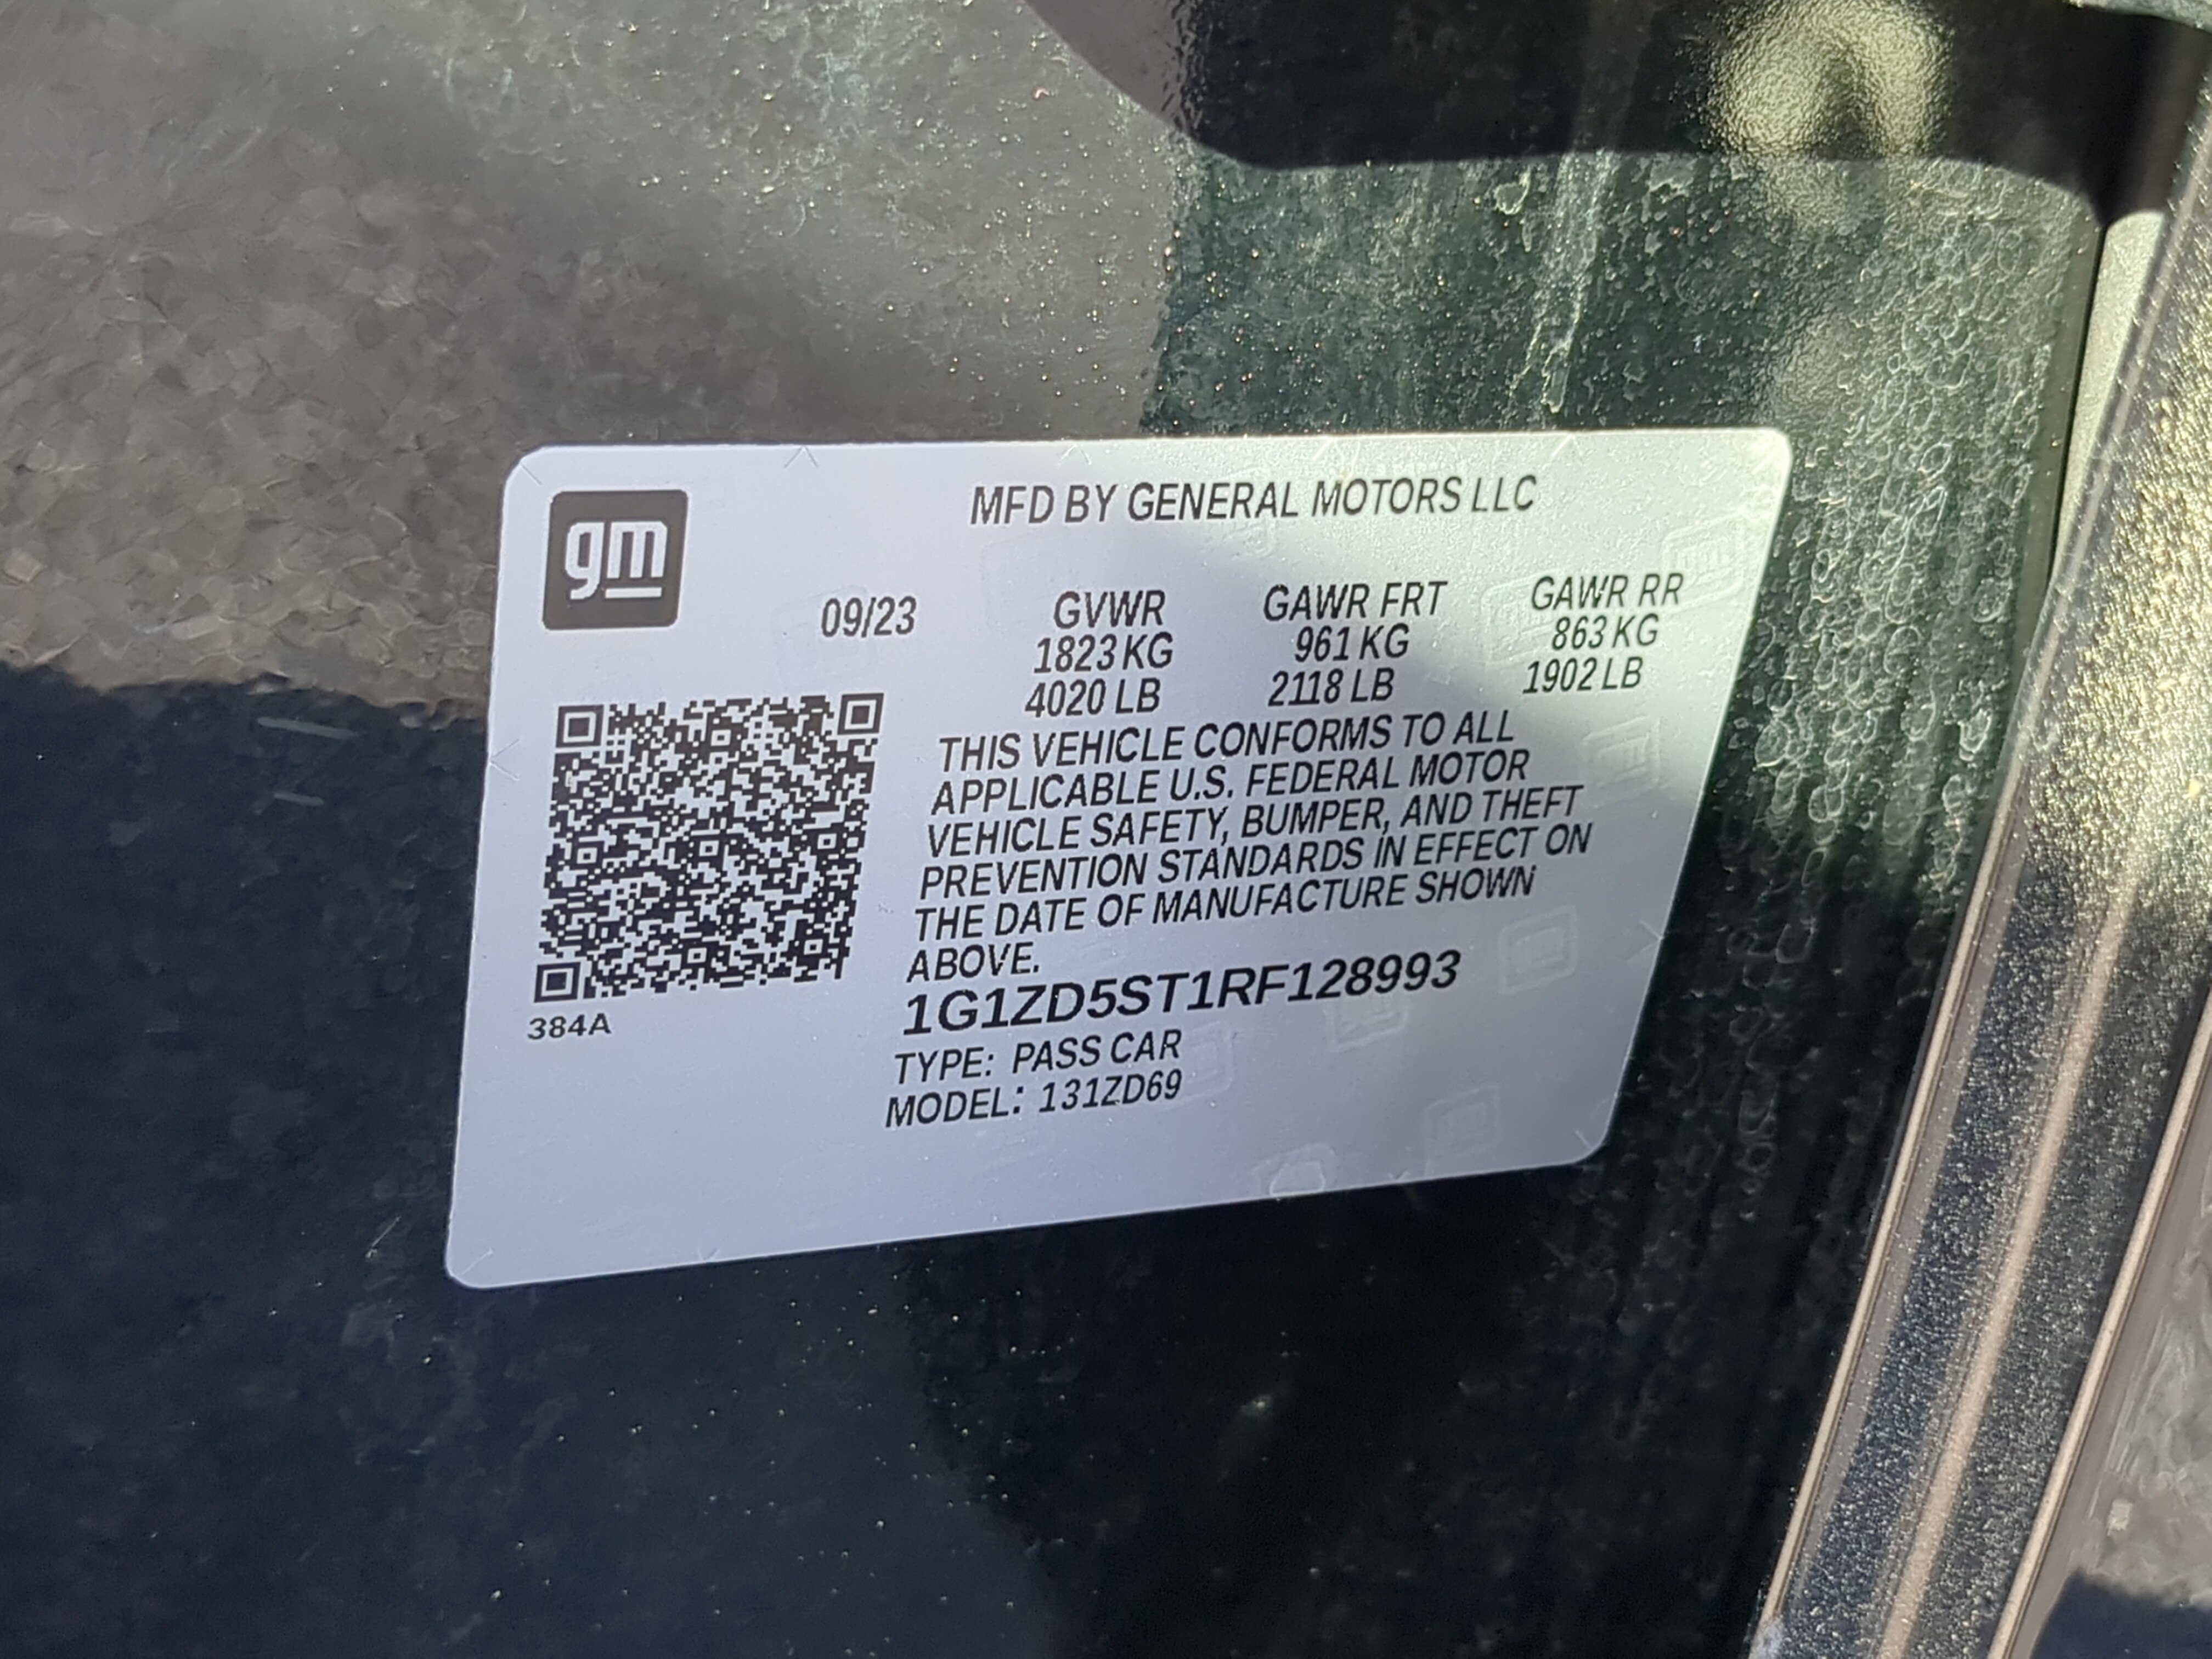 gm
MFD BY GENERAL MOTORS LLC
09/23 GVWR GAWR FRT GAWR RR
1823 KG 961 KG 863 KG
4020 LB 2118 LB 1902 LB
THIS VEHICLE CONFORMS TO ALL
APPLICABLE U.S. FEDERAL MOTOR
VEHICLE SAFETY, BUMPER, AND THEFT
PREVENTION STANDARDS IN EFFECT ON
THE DATE OF MANUFACTURE SHOWN
ABOVE.
1G1ZD5ST1RF128993
384A
TYPE: PASS CAR
MODEL: 131ZD69